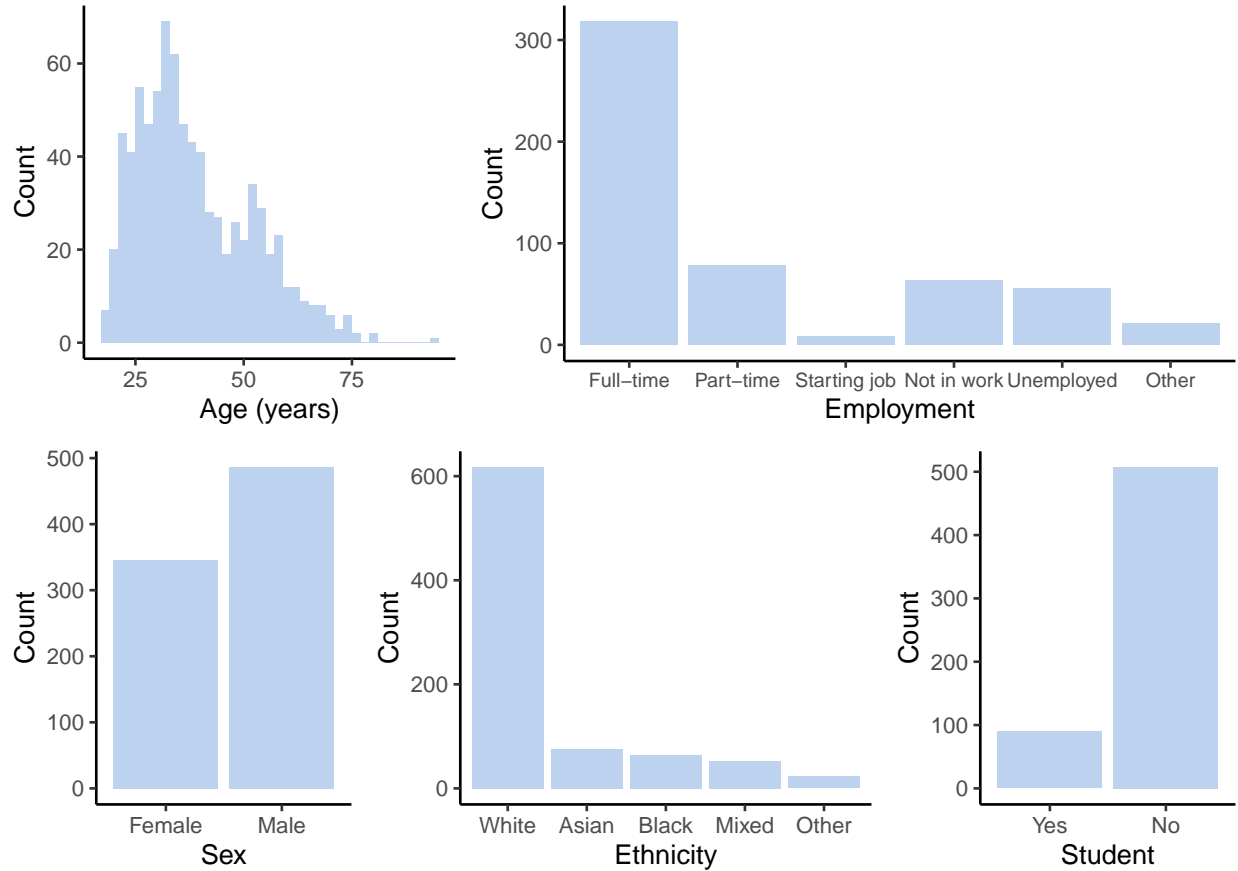 60
40
20
0
Count
25 50 75
Age (years)
300
200
100
0
Count
Full−time Part−time Starting job Not in work Unemployed Other
Employment
500
400
300
200
100
0
Count
Female Male
Sex
600
400
200
0
Count
White Asian Black Mixed Other
Ethnicity
500
400
300
200
100
0
Count
Yes No
Student